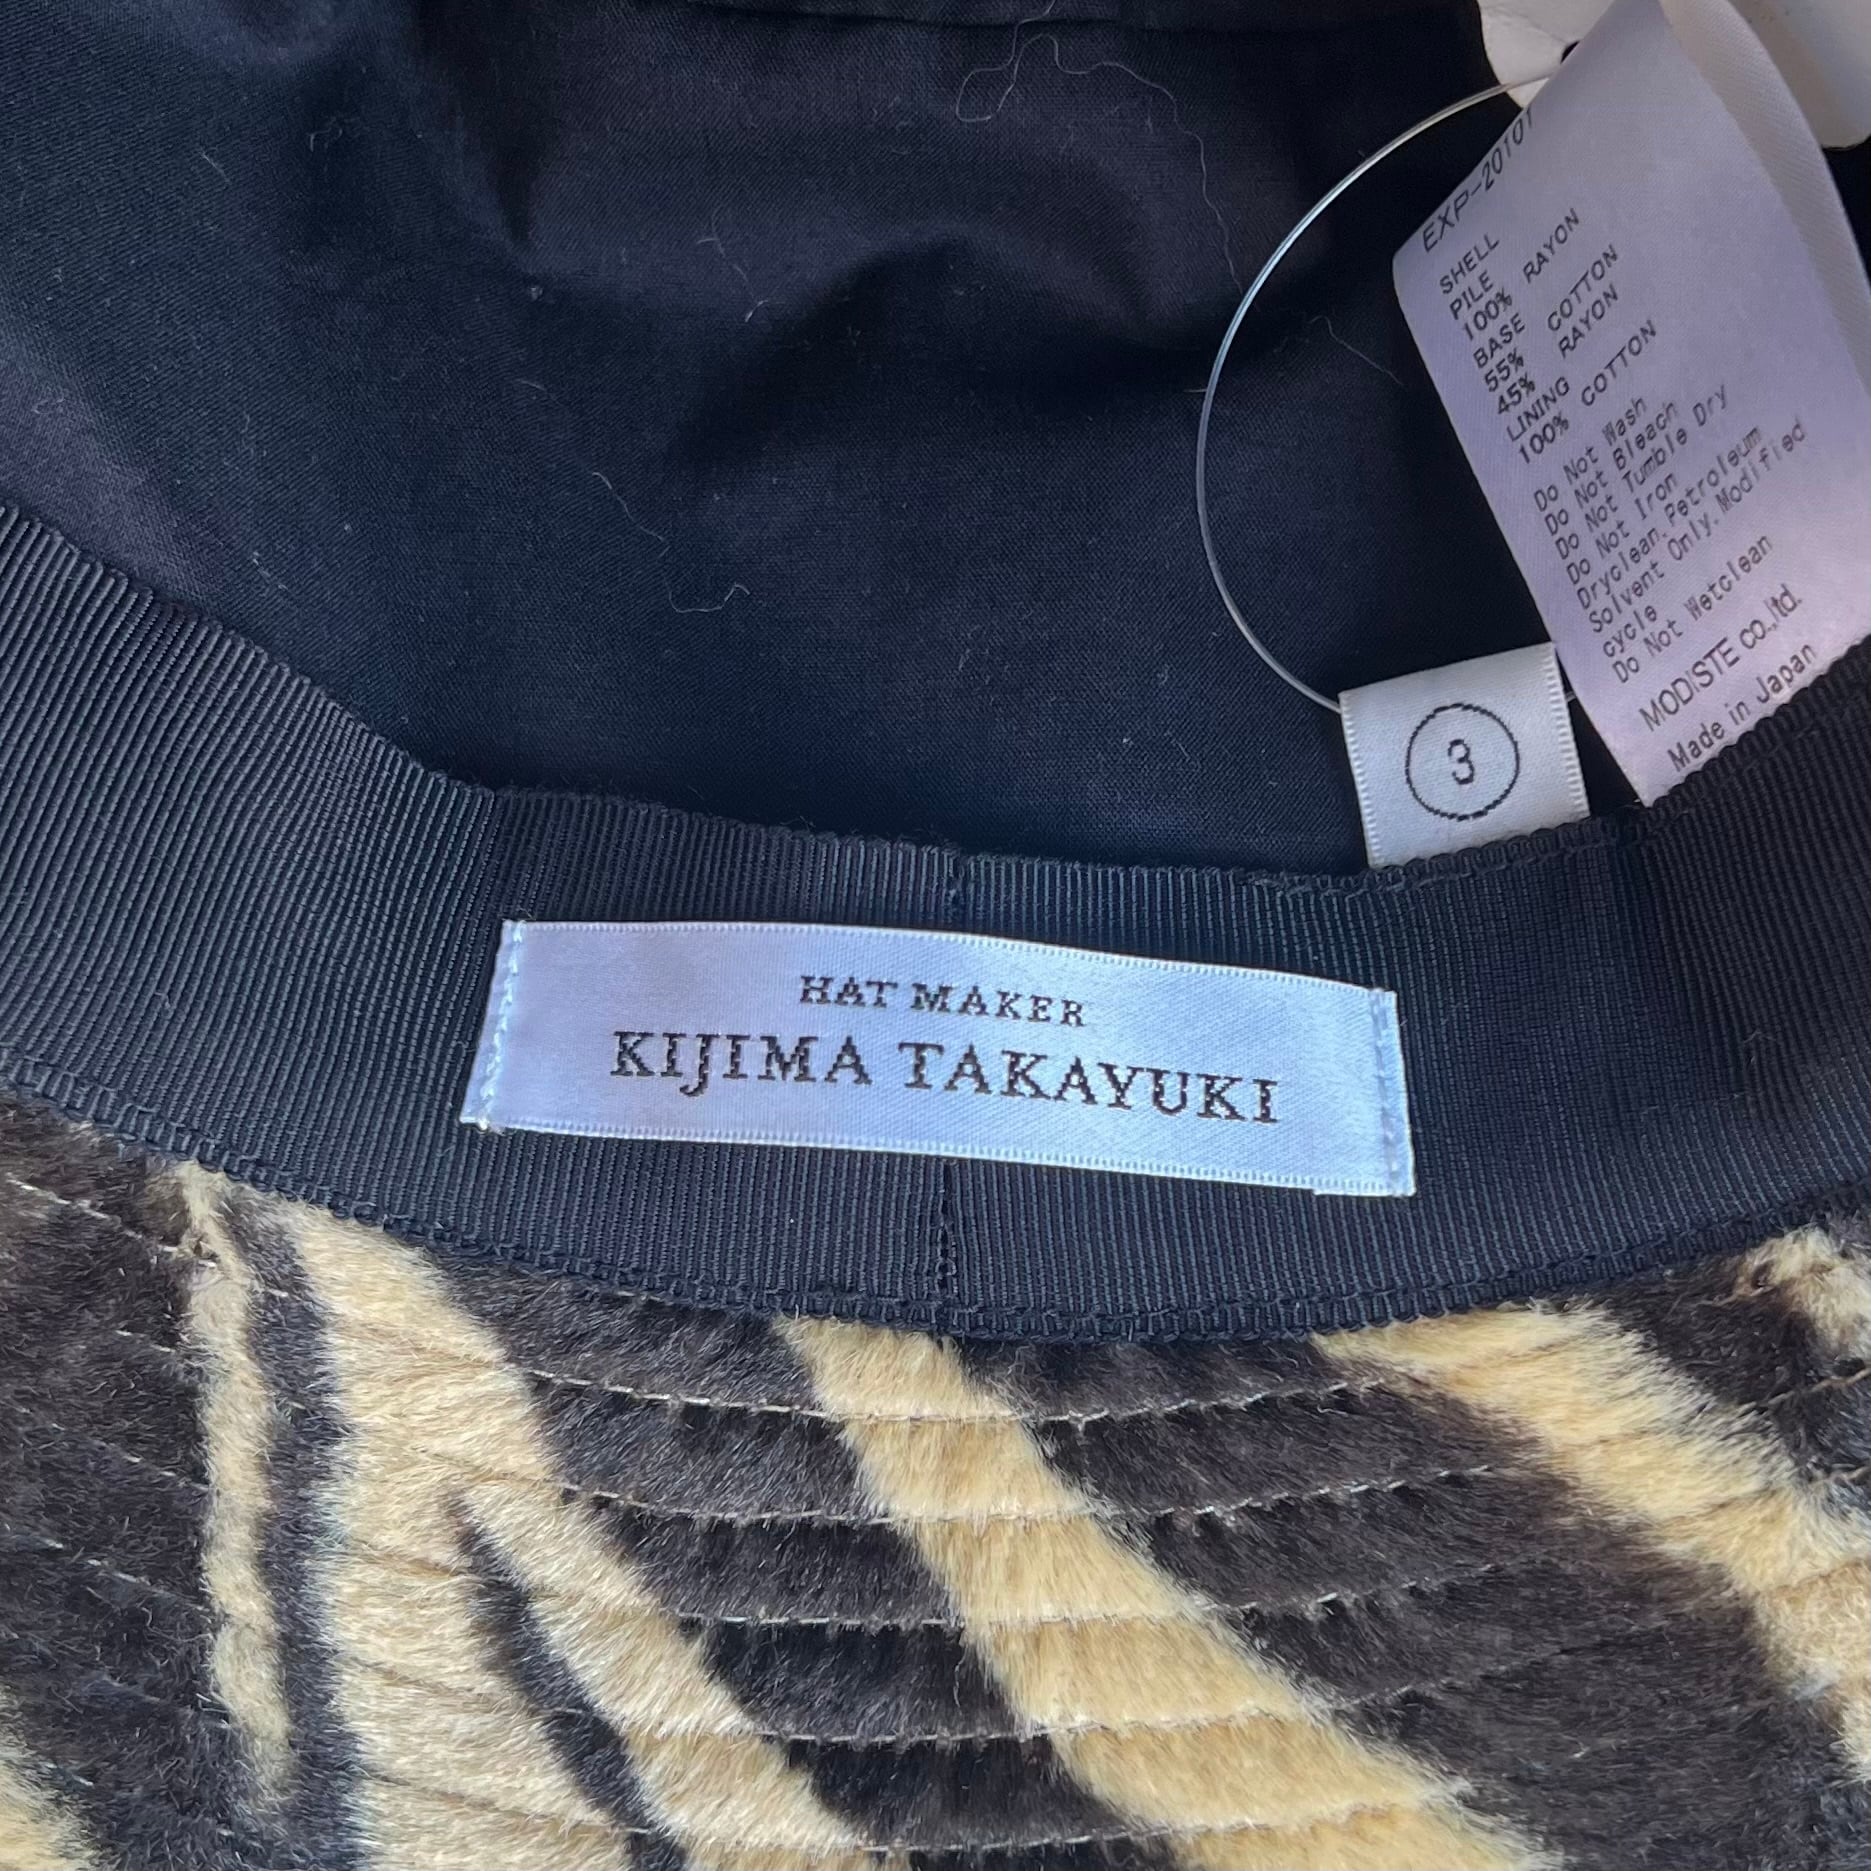 EXP-20101
SHELL
PILE
100% RAYON
BASE
55% COTTON
45% RAYON
LINING
100% COTTON
Do Not Wash
Do Not Bleach
Do Not Tumble Dry
Do Not Iron
Dryclean. Petroleum
Solvent Only. Modified
cycle
Do Not Wetclean
MODISTE co.,ltd.
Made in Japan
3
HAT MAKER
KIJIMA TAKAYUKI